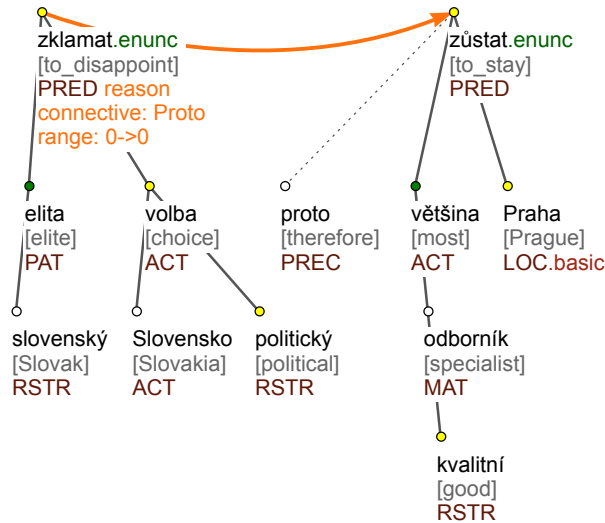 zklamat.enunc
[to_disappoint]
PRED reason
connective: Proto
range: 0->0
zůstat.enunc
[to_stay]
PRED
elita
[elite]
PAT
volba
[choice]
ACT
proto
[therefore]
PREC
většina
[most]
ACT
Praha
[Prague]
LOC.basic
slovenský
[Slovak]
RSTR
Slovensko
[Slovakia]
ACT
politický
[political]
RSTR
odborník
[specialist]
MAT
kvalitní
[good]
RSTR